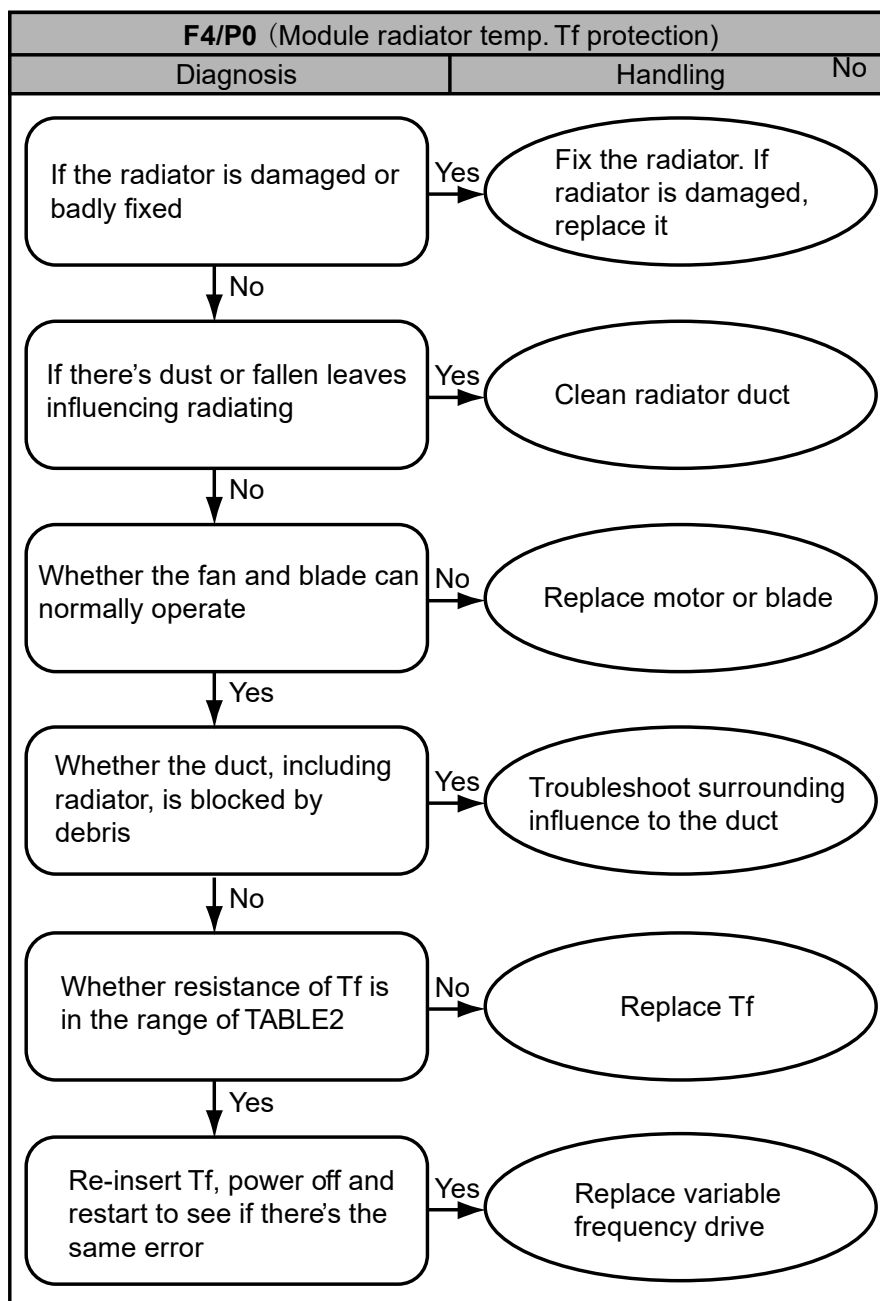 F4/P0（Module radiator temp. Tf protection)
Diagnosis
Handling
No
If the radiator is damaged or
badly fixed
Yes
Fix the radiator. If
radiator is damaged,
replace it
No
If there's dust or fallen leaves
influencing radiating
Yes
Clean radiator duct
No
Whether the fan and blade can
normally operate
No
Replace motor or blade
Yes
Whether the duct, including
radiator, is blocked by
debris
Yes
Troubleshoot surrounding
influence to the duct
No
Whether resistance of Tf is
in the range of TABLE2
No
Replace Tf
Yes
Re-insert Tf, power off and
restart to see if there's the
same error
Yes
Replace variable
frequency drive